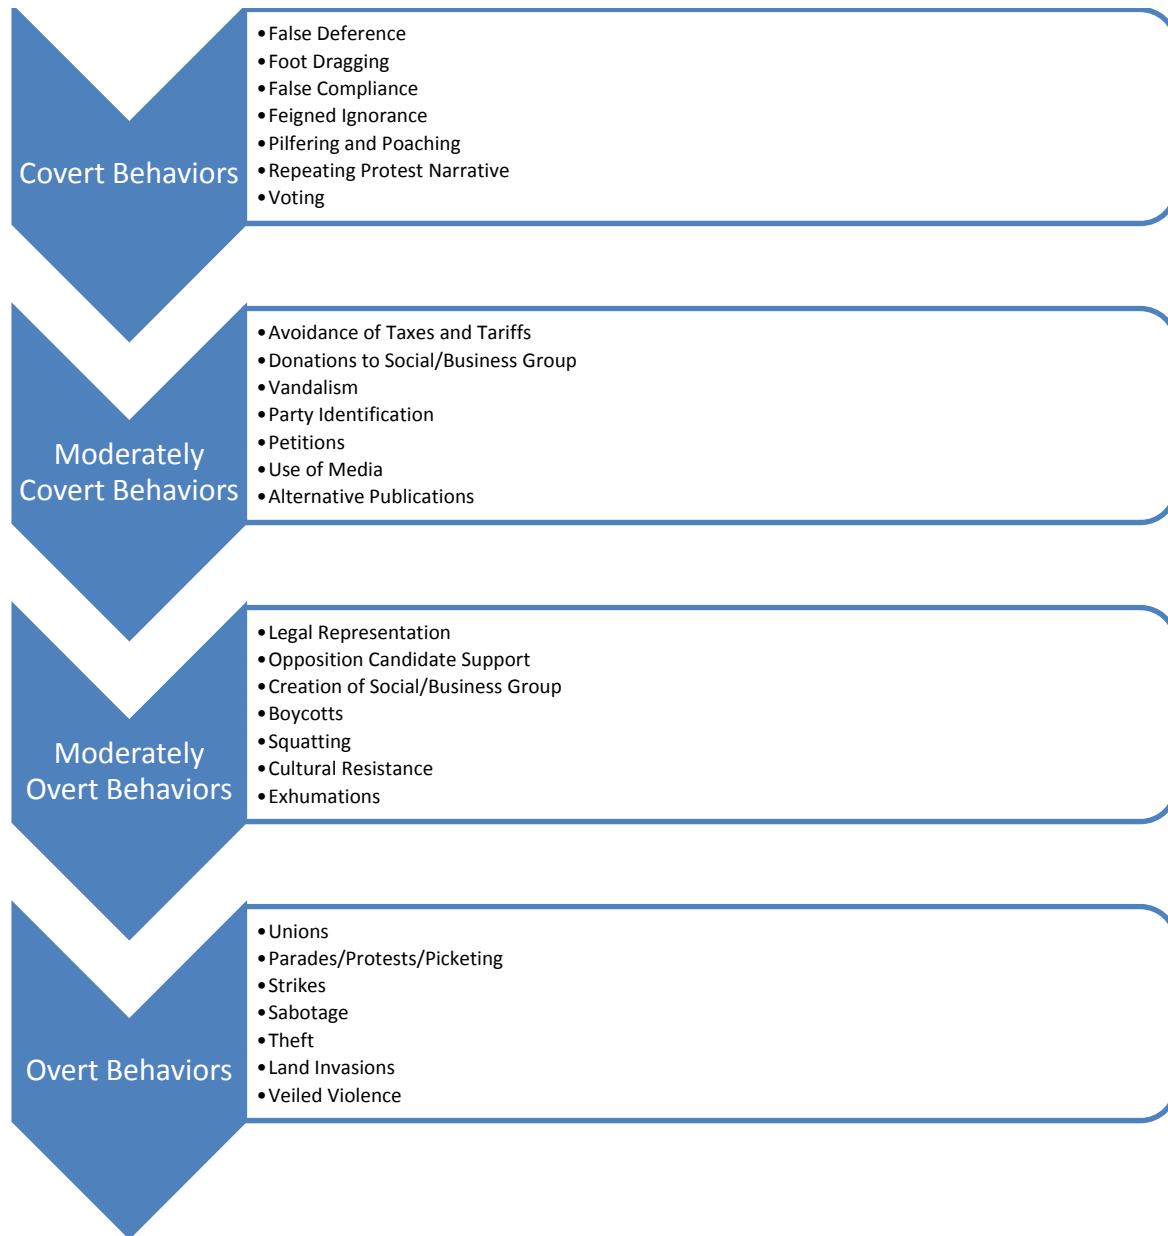 Covert Behaviors
•False Deference
•Foot Dragging
•False Compliance
•Feigned Ignorance
•Pilfering and Poaching
•Repeating Protest Narrative
•Voting
Moderately
Covert Behaviors
•Avoidance of Taxes and Tariffs
•Donations to Social/Business Group
•Vandalism
•Party Identification
•Petitions
•Use of Media
•Alternative Publications
Moderately
Overt Behaviors
•Legal Representation
•Opposition Candidate Support
•Creation of Social/Business Group
•Boycotts
•Squatting
•Cultural Resistance
•Exhumations
Overt Behaviors
•Unions
•Parades/Protests/Picketing
•Strikes
•Sabotage
•Theft
•Land Invasions
•Veiled Violence